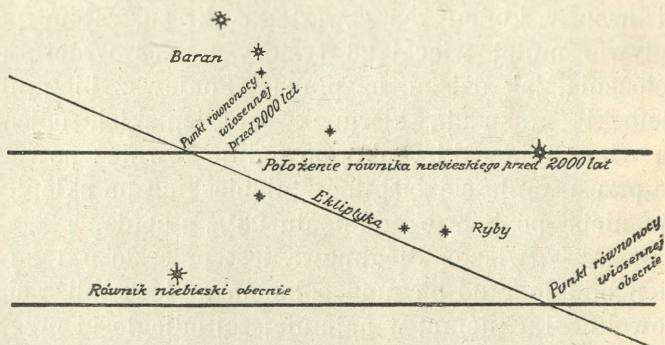 Baran
Punkt równonocy
wiosennej
przed 2000 lat.
Położenie równika niebieskiego przed 2000 lat
Ekliptyka
Ryby
Równik niebieski obecnie
Punkt równonocy
wiosennej
obecnie